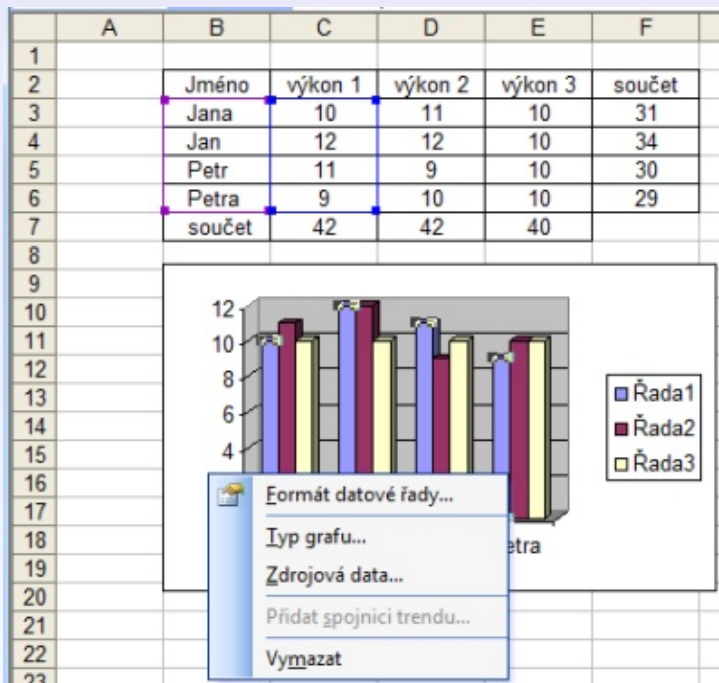 A B C D E F
1
2 Jméno výkon 1 výkon 2 výkon 3 součet
3 Jana 10 11 10 31
4 Jan 12 12 10 34
5 Petr 11 9 10 30
6 Petra 9 10 10 29
7 součet 42 42 40
8
9
10
11
12
13
14
15
16
17
18
19
20
21
22
23
12
10
8
6
4
Řada1
Řada2
Řada3
Formát datové řady...
Typ grafu...
Zdrojová data...
Přidat spojnici trendu...
Vymazat
etra